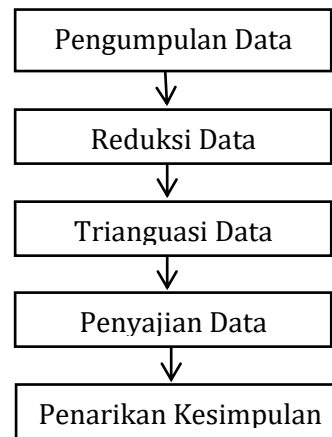 Pengumpulan Data
Reduksi Data
Trianguasi Data
Penyajian Data
Penarikan Kesimpulan